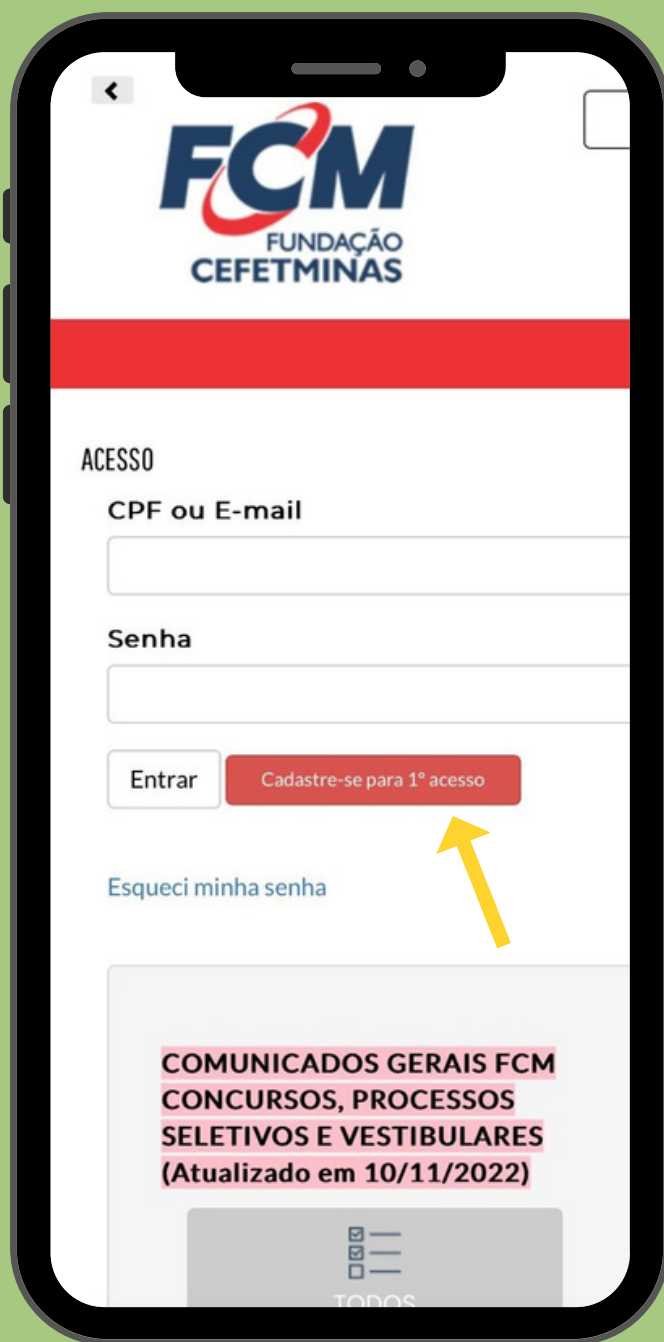 FCM
FUNDAÇÃO
CEFETMINAS
ACESSO
CPF ou E-mail
Senha
Entrar
Cadastre-se para 1º acesso
Esqueci minha senha
COMUNICADOS GERAIS FCM
CONCURSOS, PROCESSOS
SELETIVOS E VESTIBULARES
(Atualizado em 10/11/2022)
TODOS